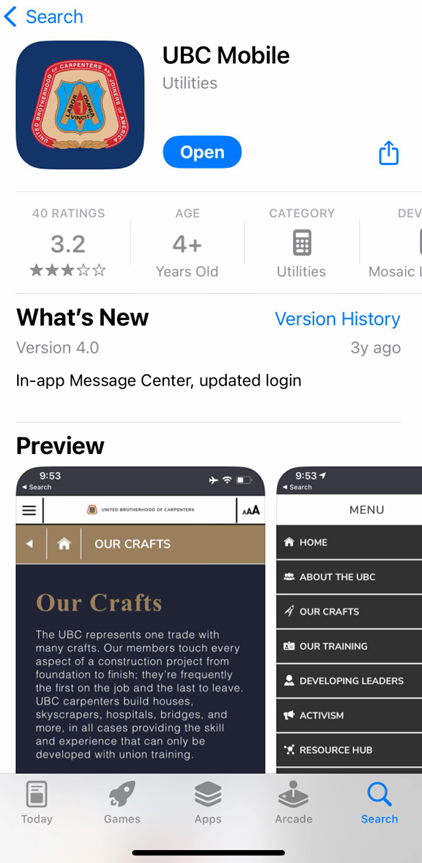 Search
UNITED BROTHERHOOD OF CARPENTERS AND JOINERS OF AMERICA
LABOR OMNIA VINCIT
UBC Mobile
Utilities
Open
40 RATINGS
3.2
AGE
4+
Years Old
CATEGORY
Utilities
DEV
Mosaic L
What's New
Version History
Version 4.0
3y ago
In-app Message Center, updated login
Preview
9:53
Search
UNITED BROTHERHOOD OF CARPENTERS
AAA
OUR CRAFTS
Our Crafts
The UBC represents one trade with
many crafts. Our members touch every
aspect of a construction project from
foundation to finish; they're frequently
the first on the job and the last to leave.
UBC carpenters build houses,
skyscrapers, hospitals, bridges, and
more, in all cases providing the skill
and experience that can only be
developed with union training.
9:53
Search
MENU
HOME
ABOUT THE UBC
OUR CRAFTS
OUR TRAINING
DEVELOPING LEADERS
ACTIVISM
RESOURCE HUB
Today
Games
Apps
Arcade
Search